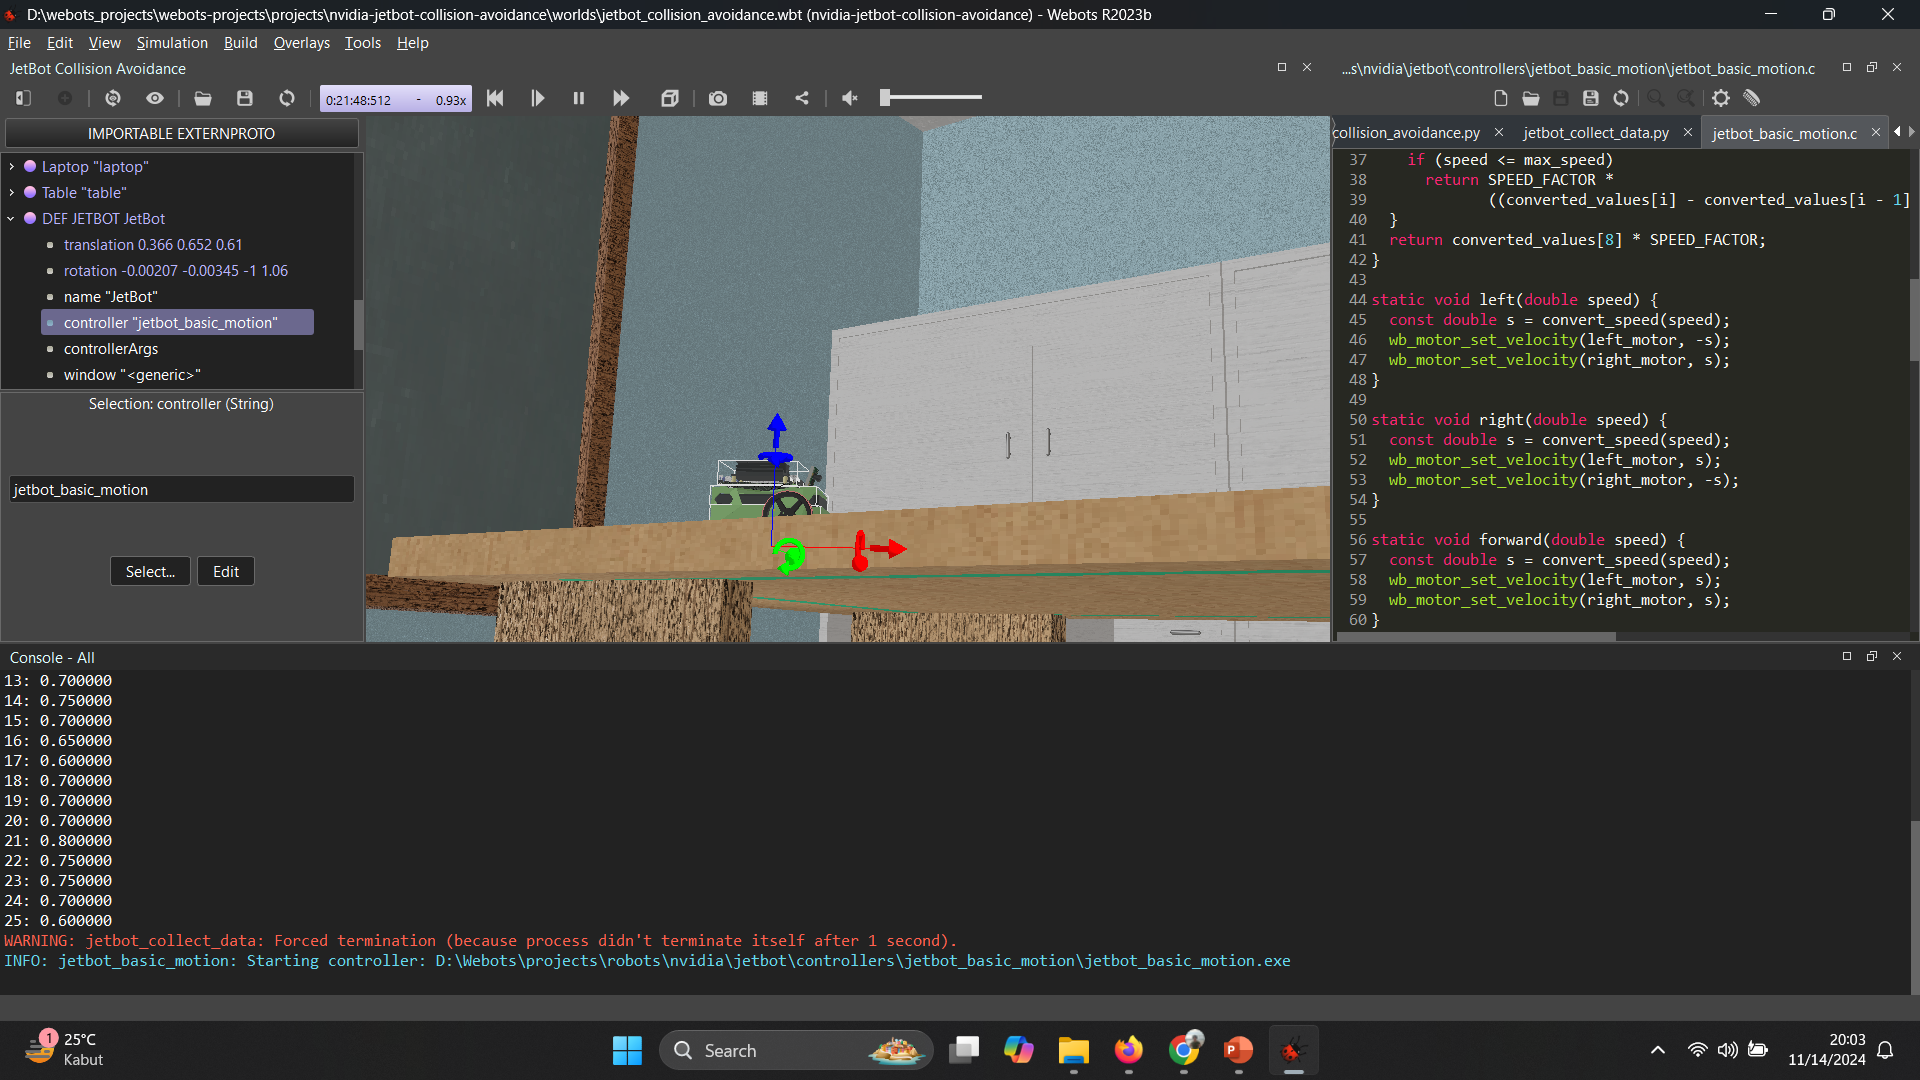 D:\webots_projects\webots-projects\projects\nvidia-jetbot-collision-avoidance\worlds\jetbot_collision_avoidance.wbt (nvidia-jetbot-collision-avoidance) - Webots R2023b
File Edit View Simulation Build Overlays Tools Help
JetBot Collision Avoidance
0:21:48:512 - 0.93x
IMPORTABLE EXTERNPROTO
Laptop "laptop"
Table "table"
DEF JETBOT JetBot
translation 0.366 0.652 0.61
rotation -0.00207 -0.00345 -1 1.06
name "JetBot"
controller "jetbot_basic_motion"
controllerArgs
window "<generic>"
Selection: controller (String)
jetbot_basic_motion
Select... Edit
...s\nvidia\jetbot\controllers\jetbot_basic_motion\jetbot_basic_motion.c
collision_avoidance.py jetbot_collect_data.py jetbot_basic_motion.c
37 if (speed <= max_speed)
38 return SPEED_FACTOR *
39 ((converted_values[i] - converted_values[i - 1]
40 }
41 return converted_values[8] * SPEED_FACTOR;
42 }
43
44 static void left(double speed) {
45 const double s = convert_speed(speed);
46 wb_motor_set_velocity(left_motor, -s);
47 wb_motor_set_velocity(right_motor, s);
48 }
49
50 static void right(double speed) {
51 const double s = convert_speed(speed);
52 wb_motor_set_velocity(left_motor, s);
53 wb_motor_set_velocity(right_motor, -s);
54 }
55
56 static void forward(double speed) {
57 const double s = convert_speed(speed);
58 wb_motor_set_velocity(left_motor, s);
59 wb_motor_set_velocity(right_motor, s);
60 }
Console - All
13: 0.700000
14: 0.750000
15: 0.700000
16: 0.650000
17: 0.600000
18: 0.700000
19: 0.700000
20: 0.700000
21: 0.800000
22: 0.750000
23: 0.750000
24: 0.700000
25: 0.600000
WARNING: jetbot_collect_data: Forced termination (because process didn't terminate itself after 1 second).
INFO: jetbot_basic_motion: Starting controller: D:\Webots\projects\robots\nvidia\jetbot\controllers\jetbot_basic_motion\jetbot_basic_motion.exe
1
25°C
Kabut
Search
P
20:03
11/14/2024